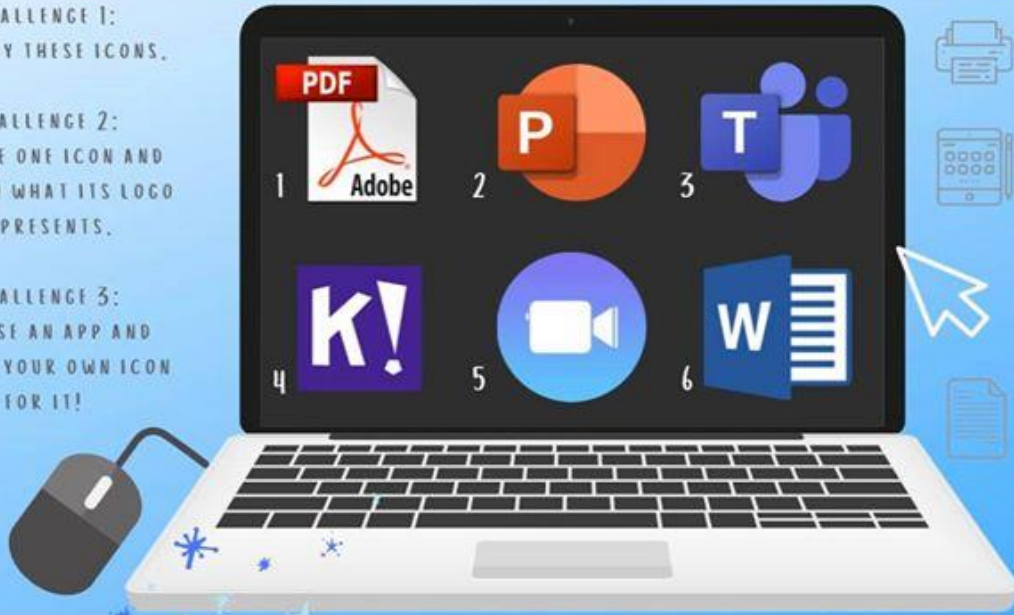 ALLENGE 1:
Y THESE ICONS.
ALLENGE 2:
E ONE ICON AND
WHAT ITS LOGO
PRESENTS.
ALLENGE 3:
SE AN APP AND
YOUR OWN ICON
FOR IT!
PDF
Adobe
1
P
2
T
3
K!
4
5
W
6